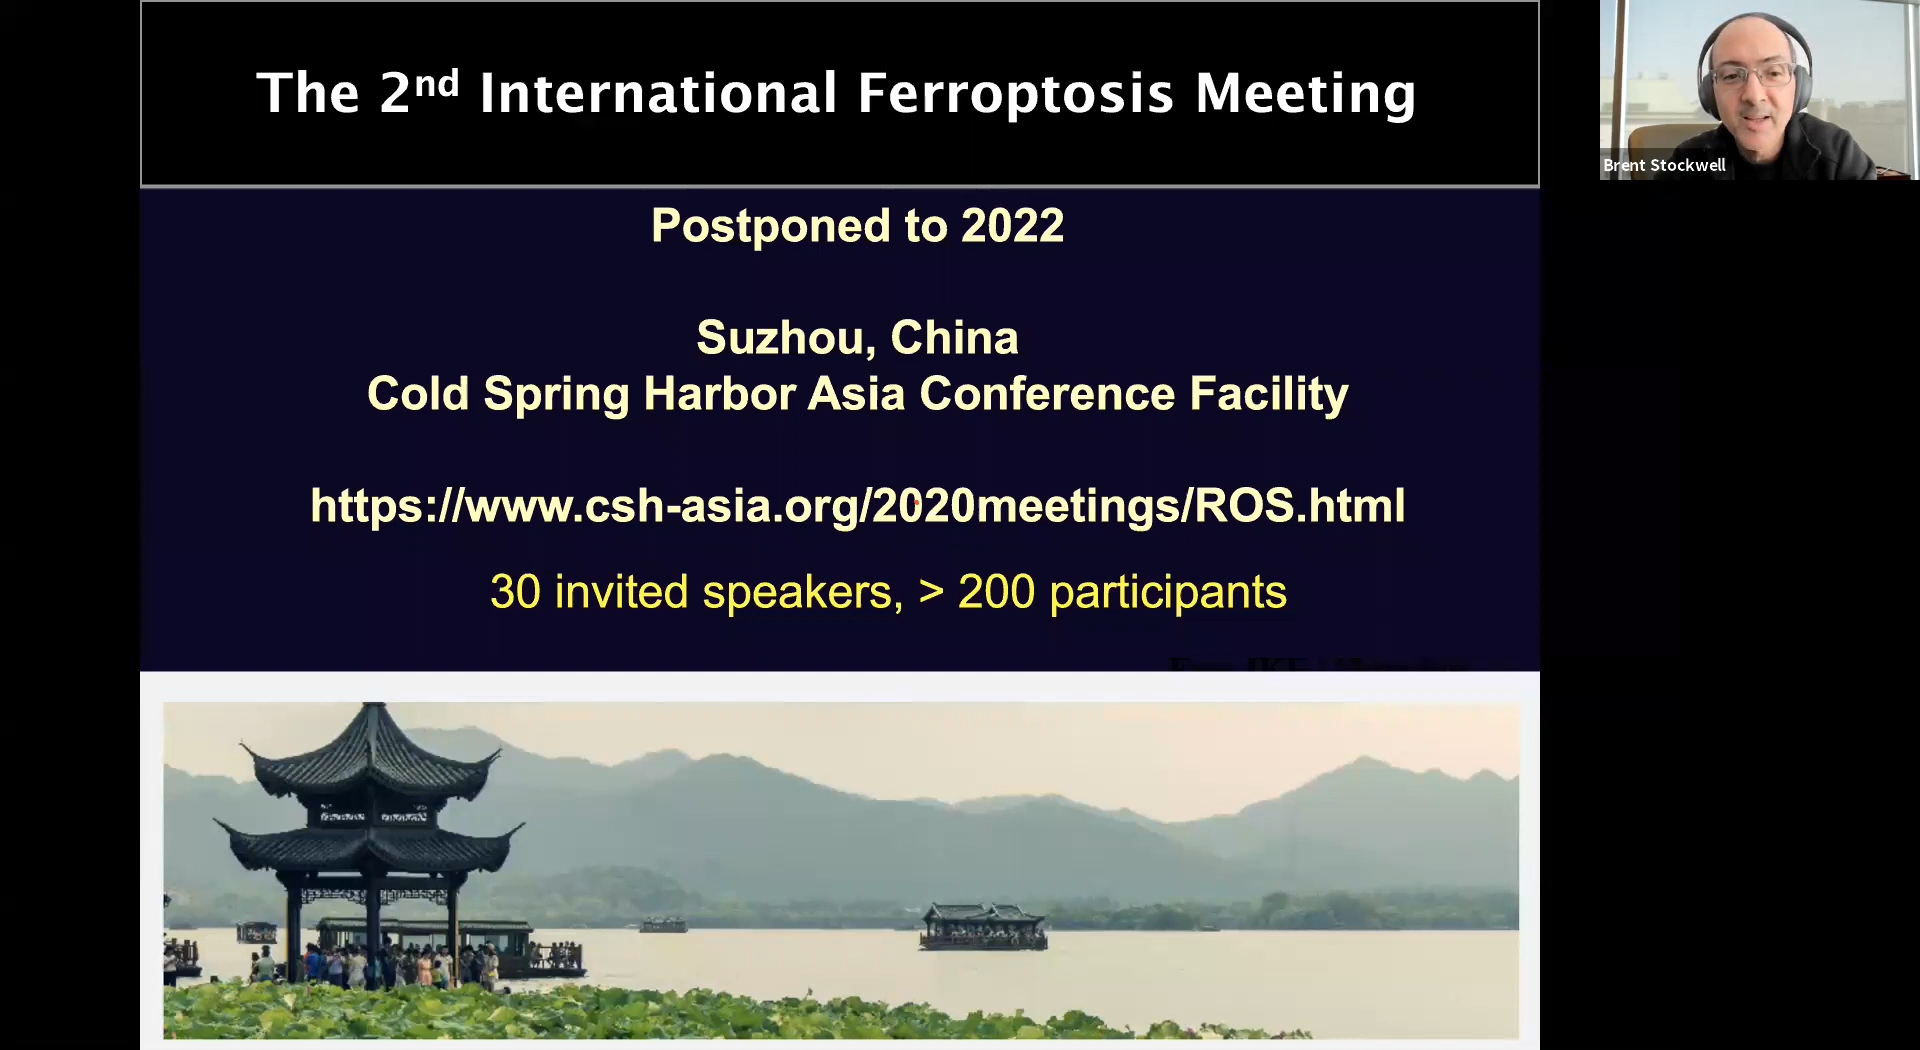 The 2nd International Ferroptosis Meeting
Brent Stockwell
Postponed to 2022
Suzhou, China
Cold Spring Harbor Asia Conference Facility
https://www.csh-asia.org/2020meetings/ROS.html
30 invited speakers, > 200 participants